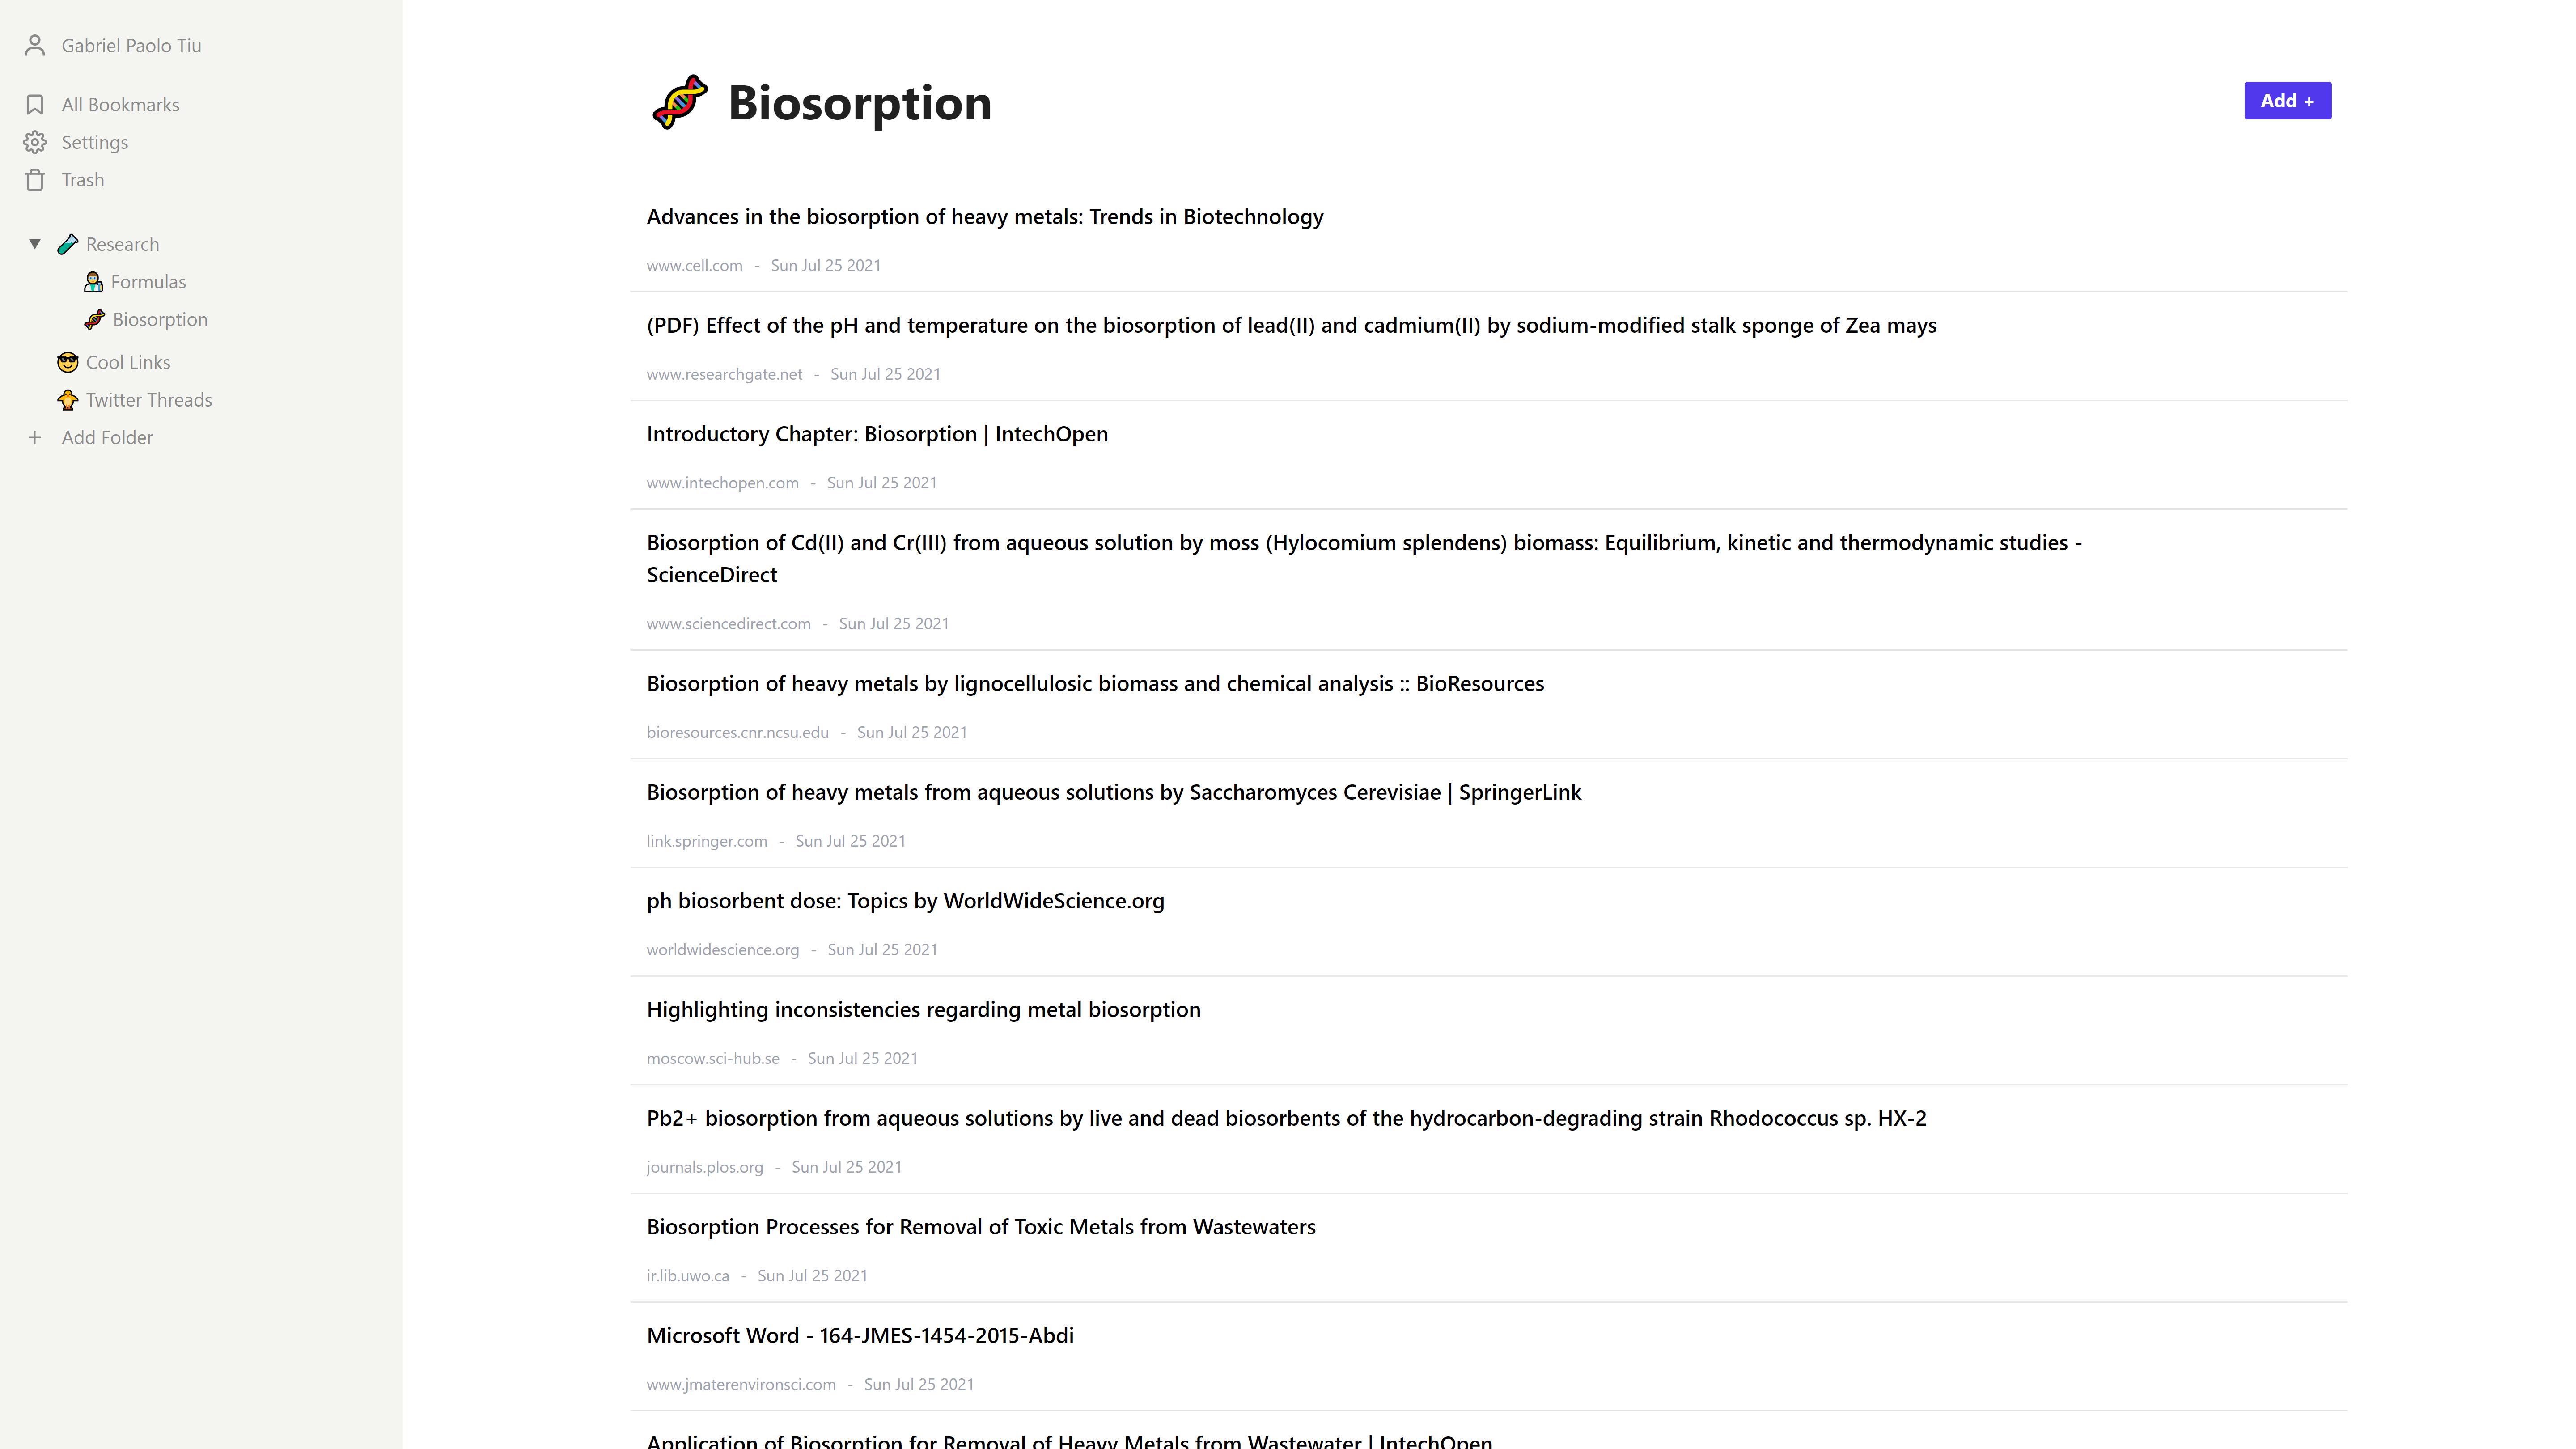 Gabriel Paolo Tiu
All Bookmarks
Settings
Trash
Research
Formulas
Biosorption
Cool Links
Twitter Threads
Add Folder
Biosorption
Add +
Advances in the biosorption of heavy metals: Trends in Biotechnology
www.cell.com - Sun Jul 25 2021
(PDF) Effect of the pH and temperature on the biosorption of lead(II) and cadmium(II) by sodium-modified stalk sponge of Zea mays
www.researchgate.net - Sun Jul 25 2021
Introductory Chapter: Biosorption | IntechOpen
www.intechopen.com - Sun Jul 25 2021
Biosorption of Cd(II) and Cr(III) from aqueous solution by moss (Hylocomium splendens) biomass: Equilibrium, kinetic and thermodynamic studies -
ScienceDirect
www.sciencedirect.com - Sun Jul 25 2021
Biosorption of heavy metals by lignocellulosic biomass and chemical analysis :: BioResources
bioresources.cnr.ncsu.edu - Sun Jul 25 2021
Biosorption of heavy metals from aqueous solutions by Saccharomyces Cerevisiae | SpringerLink
link.springer.com - Sun Jul 25 2021
ph biosorbent dose: Topics by WorldWideScience.org
worldwidescience.org - Sun Jul 25 2021
Highlighting inconsistencies regarding metal biosorption
moscow.sci-hub.se - Sun Jul 25 2021
Pb2+ biosorption from aqueous solutions by live and dead biosorbents of the hydrocarbon-degrading strain Rhodococcus sp. HX-2
journals.plos.org - Sun Jul 25 2021
Biosorption Processes for Removal of Toxic Metals from Wastewaters
ir.lib.uwo.ca - Sun Jul 25 2021
Microsoft Word - 164-JMES-1454-2015-Abdi
www.jmaterenvironsci.com - Sun Jul 25 2021
Application of Biosorption for Removal of Heavy Metals from Wastewater | IntechOpen